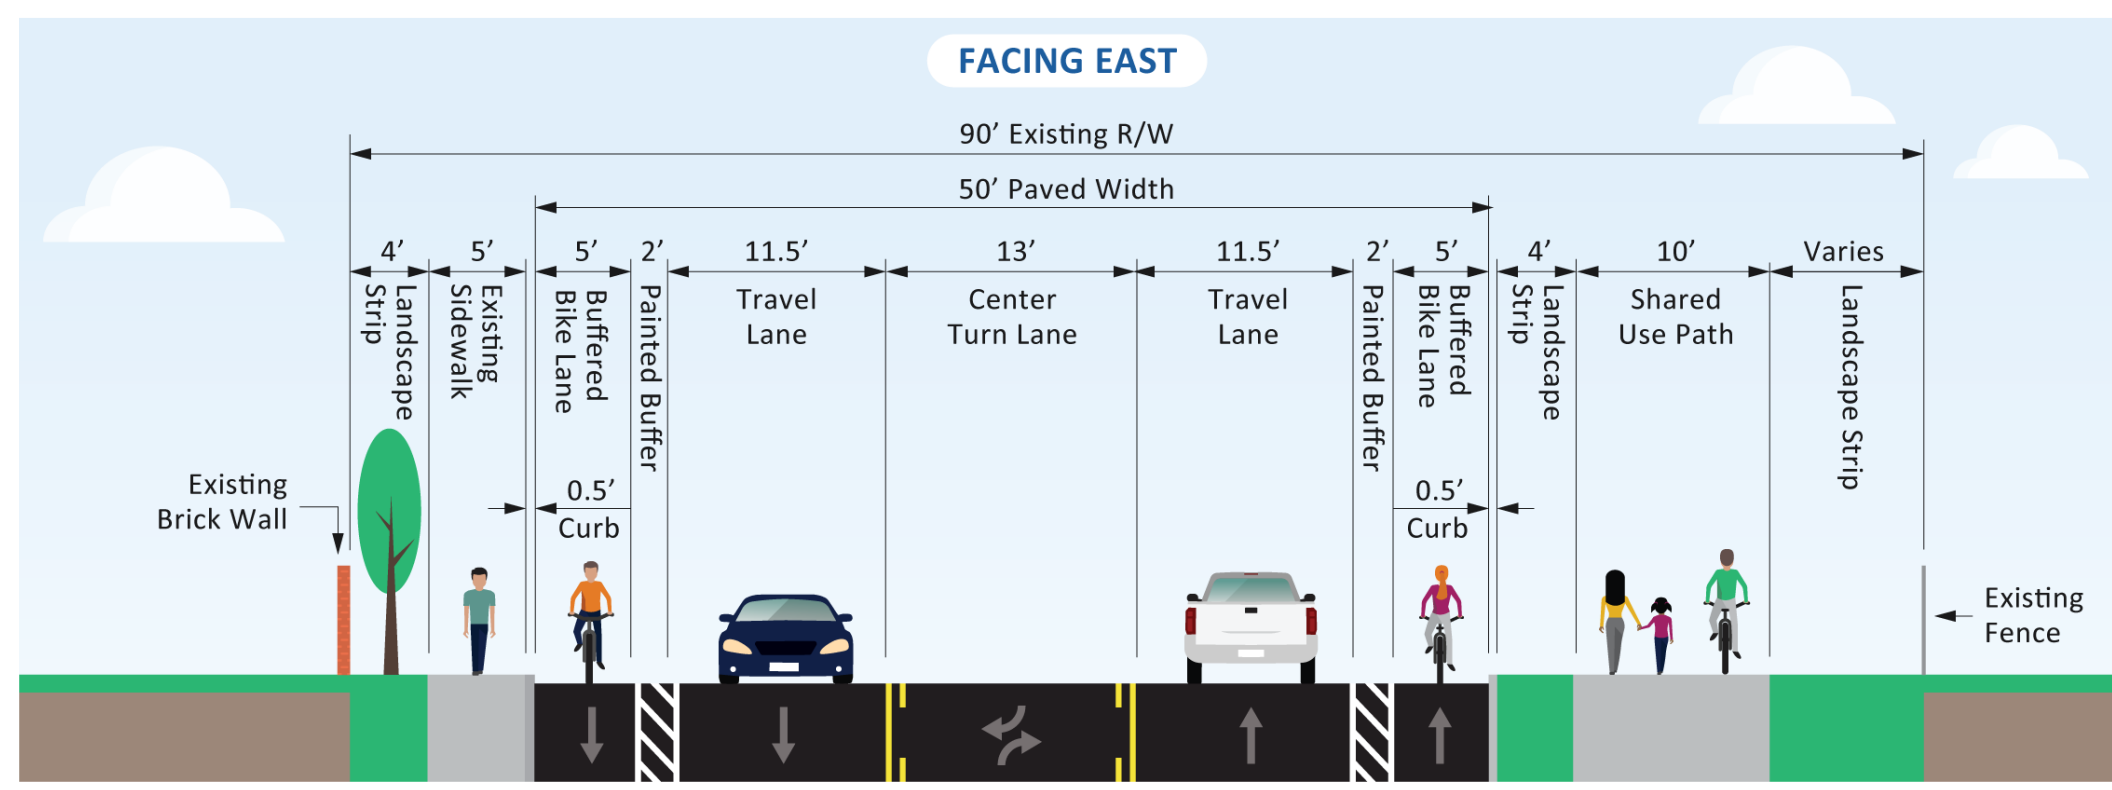 FACING EAST
90’ Existing R/W
50’ Paved Width
4’
5’
5’
2’
11.5’
13’
11.5’
2’
5’
4’
10’
Varies
Landscape
Strip
Existing
Sidewalk
Buffered
Bike Lane
Painted Buffer
Travel
Lane
Center
Turn Lane
Travel
Lane
Painted Buffer
Buffered
Bike Lane
Landscape
Strip
Shared
Use Path
Landscape Strip
Existing
Brick Wall
0.5’
Curb
0.5’
Curb
Existing
Fence